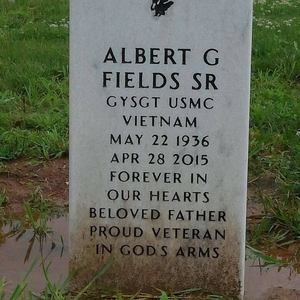 ALBERT G
FIELDS SR
GYSGT USMC
VIETNAM
MAY 22 1936
APR 28 2015
FOREVER IN
OUR HEARTS
BELOVED FATHER
PROUD VETERAN
IN GOD'S ARMS